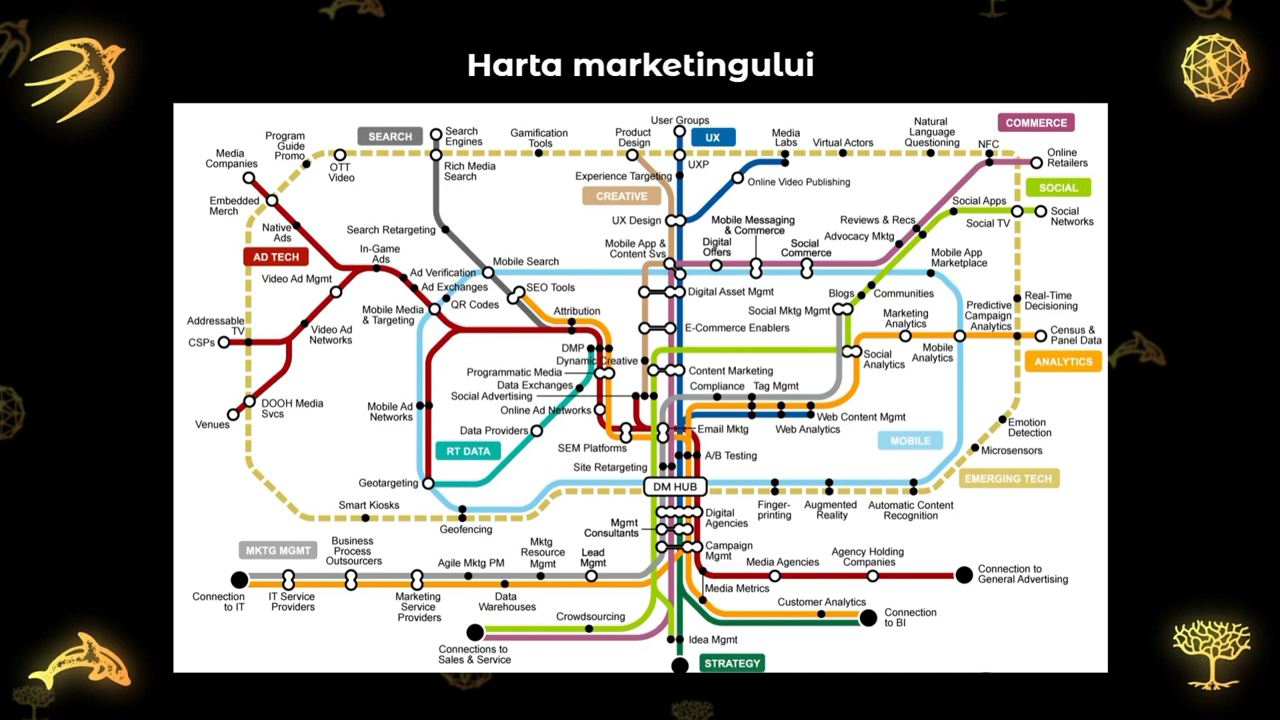 Harta marketingului
User Groups
SEARCH
Search
Engines
Gamification
Tools
Product
Design
UX
Media
Labs
Virtual Actors
Natural
Language
Questioning
COMMERCE
NFC
Online
Retailers
Program
Guide
Promo
Media
Companies
OTT
Video
Rich Media
Search
UXP
Experience Targeting
Online Video Publishing
CREATIVE
SOCIAL
Embedded
Merch
Native
Ads
Search Retargeting
UX Design
Mobile Messaging
& Commerce
Reviews & Recs
Advocacy Mktg
Social Apps
Social TV
Social
Networks
AD TECH
In-Game
Ads
Mobile App &
Content Svs
Digital
Offers
Social
Commerce
Mobile App
Marketplace
Video Ad Mgmt
Ad Verification
Ad Exchanges
Mobile Search
QR Codes
SEO Tools
Digital Asset Mgmt
Blogs
Communities
Real-Time
Decisioning
Mobile Media
& Targeting
Attribution
Social Mktg Mgmt
Marketing
Analytics
Predictive
Campaign
Analytics
Addressable
TV
CSPs
Video Ad
Networks
E-Commerce Enablers
Census &
Panel Data
DMP
Dynamic Creative
Social
Analytics
Mobile
Analytics
ANALYTICS
Programmatic Media
Content Marketing
Data Exchanges
Compliance
Tag Mgmt
Social Advertising
DOOH Media
Svcs
Venues
Mobile Ad
Networks
Online Ad Networks
Web Content Mgmt
Data Providers
Email Mktg
Web Analytics
Emotion
Detection
MOBILE
RT DATA
SEM Platforms
A/B Testing
Microsensors
Site Retargeting
EMERGING TECH
Geotargeting
DM HUB
Smart Kiosks
Geofencing
Finger-
printing
Augmented
Reality
Automatic Content
Recognition
Mgmt
Consultants
Digital
Agencies
MKTG MGMT
Business
Process
Outsourcers
Agile Mktg PM
Mktg
Resource
Mgmt
Lead
Mgmt
Campaign
Mgmt
Media Agencies
Agency Holding
Companies
Connection to
General Advertising
Connection
to IT
IT Service
Providers
Marketing
Service
Providers
Data
Warehouses
Media Metrics
Customer Analytics
Connection
to BI
Crowdsourcing
Connections to
Sales & Service
Idea Mgmt
STRATEGY